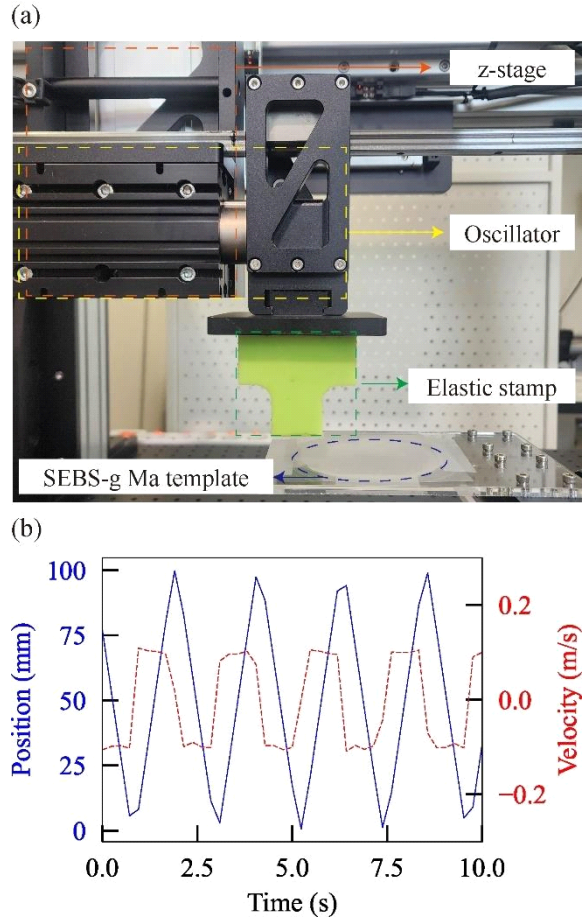 (a)
z-stage
Oscillator
Elastic stamp
SEBS-g Ma template
(b)
100
75
50
25
0
Position (mm)
0.2
0.0
−0.2
Velocity (m/s)
0.0
2.5
5.0
7.5
10.0
Time (s)